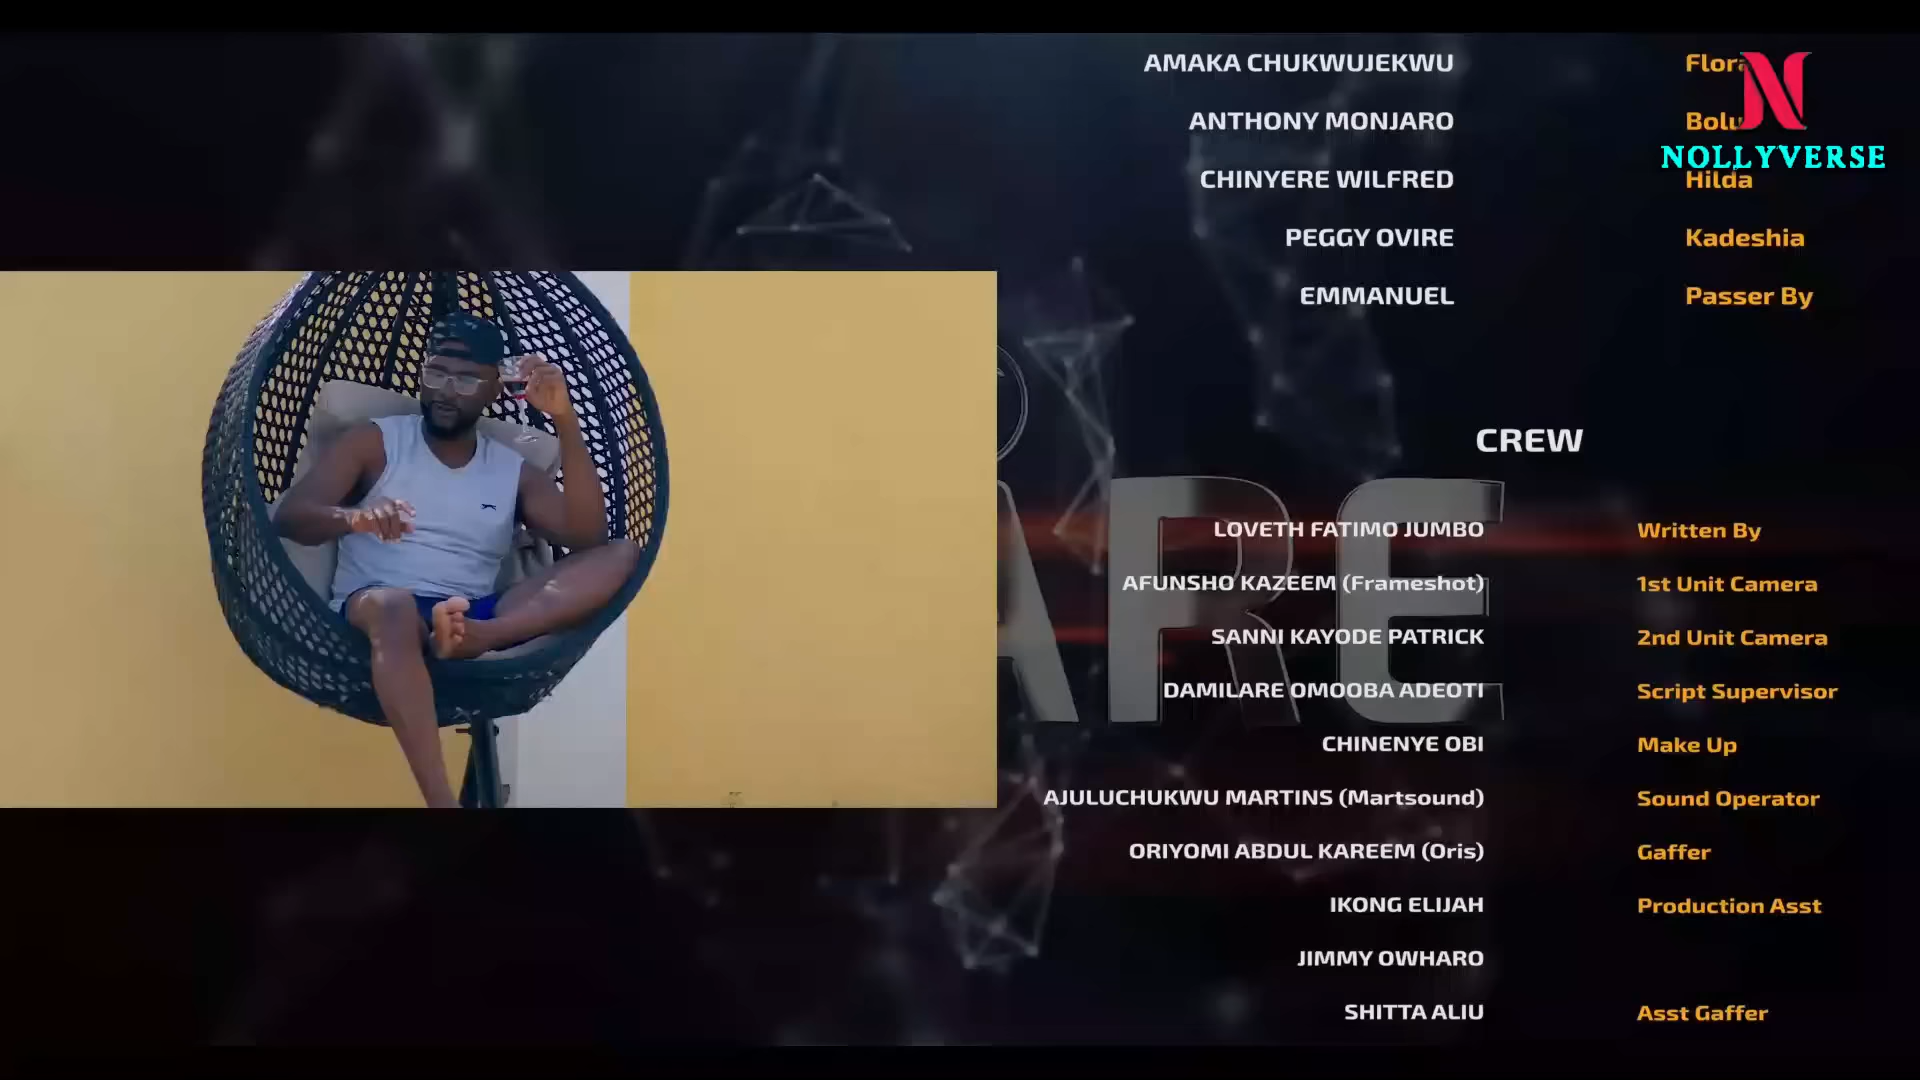 AMAKA CHUKWUJEKWU Flora
ANTHONY MONJARO Bolu
NOLLYVERSE
CHINYERE WILFRED Hilda
PEGGY OVIRE Kadeshia
EMMANUEL Passer By
CREW
LOVETH FATIMO JUMBO Written By
AFUNSHO KAZEEM (Frameshot) 1st Unit Camera
SANNI KAYODE PATRICK 2nd Unit Camera
DAMILARE OMOOBA ADEOTI Script Supervisor
ARE
CHINENYE OBI Make Up
AJULUCHUKWU MARTINS (Martsound) Sound Operator
ORIYOMI ABDUL KAREEM (Oris) Gaffer
IKONG ELIJAH Production Asst
JIMMY OWHARO
SHITTA ALIU Asst Gaffer